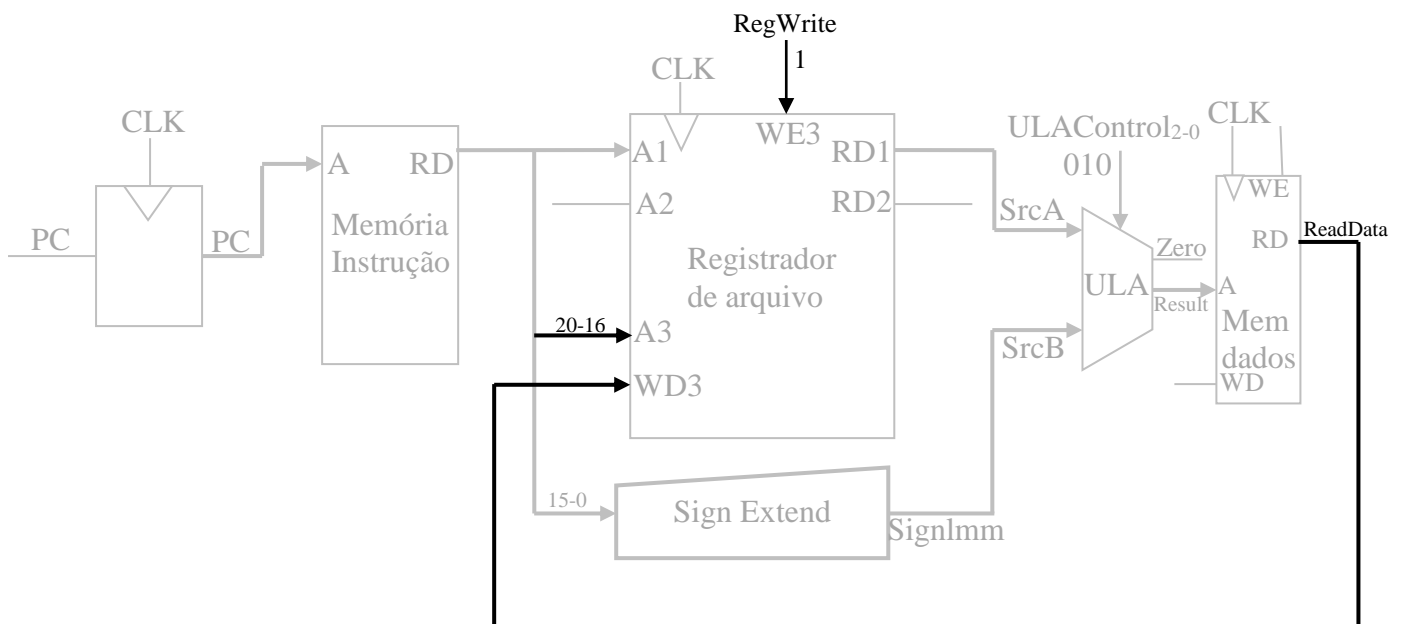 RegWrite
1
CLK
CLK
WE3
ULAControl2-0
010
CLK
A
RD
A1
RD1
WE
A2
RD2
SrcA
PC
PC
Memória
Instrução
Registrador
de arquivo
Zero
RD
ReadData
ULA
Result
A
20-16
A3
SrcB
Mem
dados
WD3
WD
15-0
Sign Extend
Signlmm